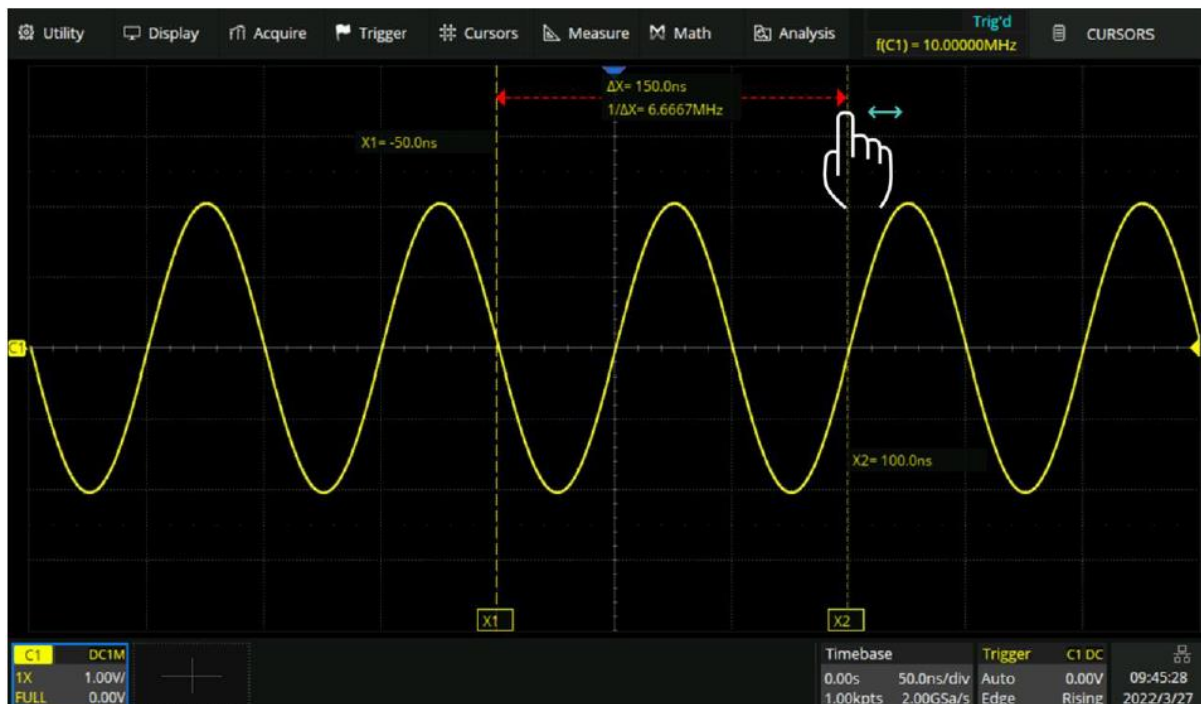 Utility Display Acquire Trigger Cursors Measure Math Analysis Trig'd CURSORS
f(C1) = 10.00000MHz
ΔX= 150.0ns
1/ΔX= 6.6667MHz
X1= -50.0ns
C1
X2= 100.0ns
X1 X2
C1 DC1M Timebase Trigger C1 DC
1X 1.00V/ 0.00s 50.0ns/div Auto 0.00V 09:45:28
FULL 0.00V 1.00kpts 2.00GSa/s Edge Rising 2022/3/27